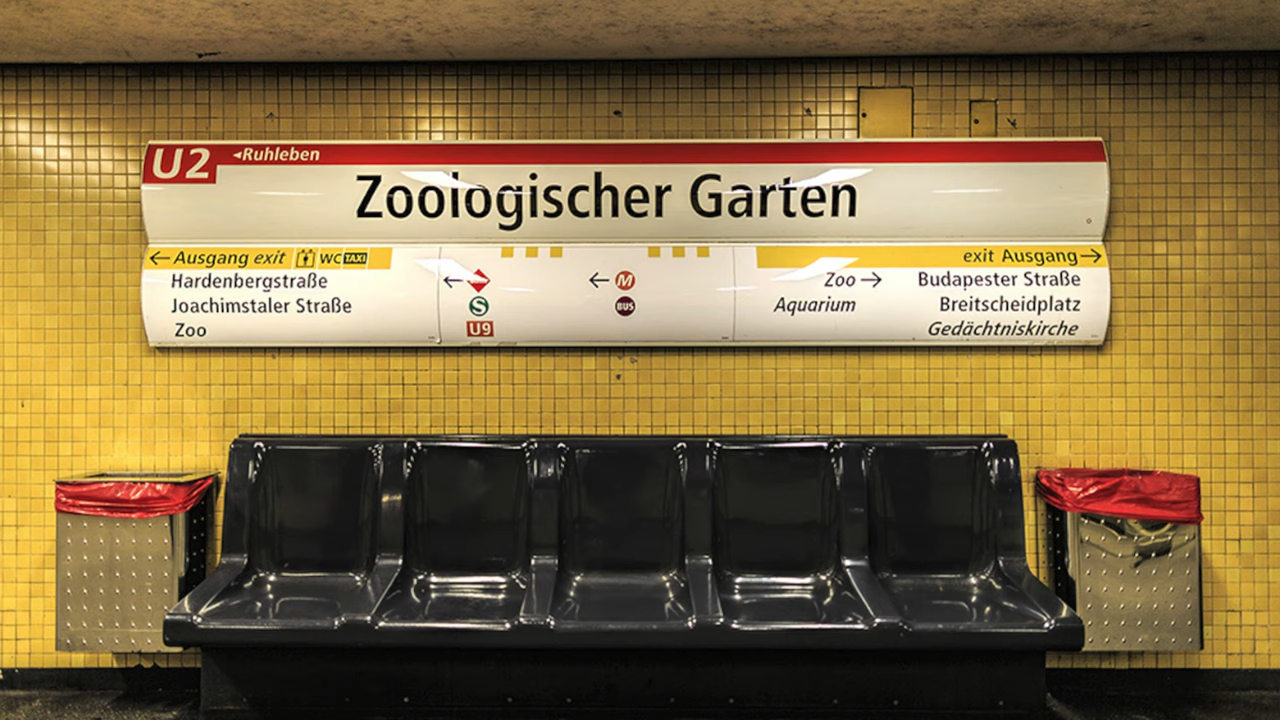 U2 ◄Ruhleben
Zoologischer Garten
← Ausgang exit WC TAXI
Hardenbergstraße
Joachimstaler Straße
Zoo
←
S
U9
← M
BUS
exit Ausgang →
Zoo → Budapester Straße
Aquarium Breitscheidplatz
Gedächtniskirche